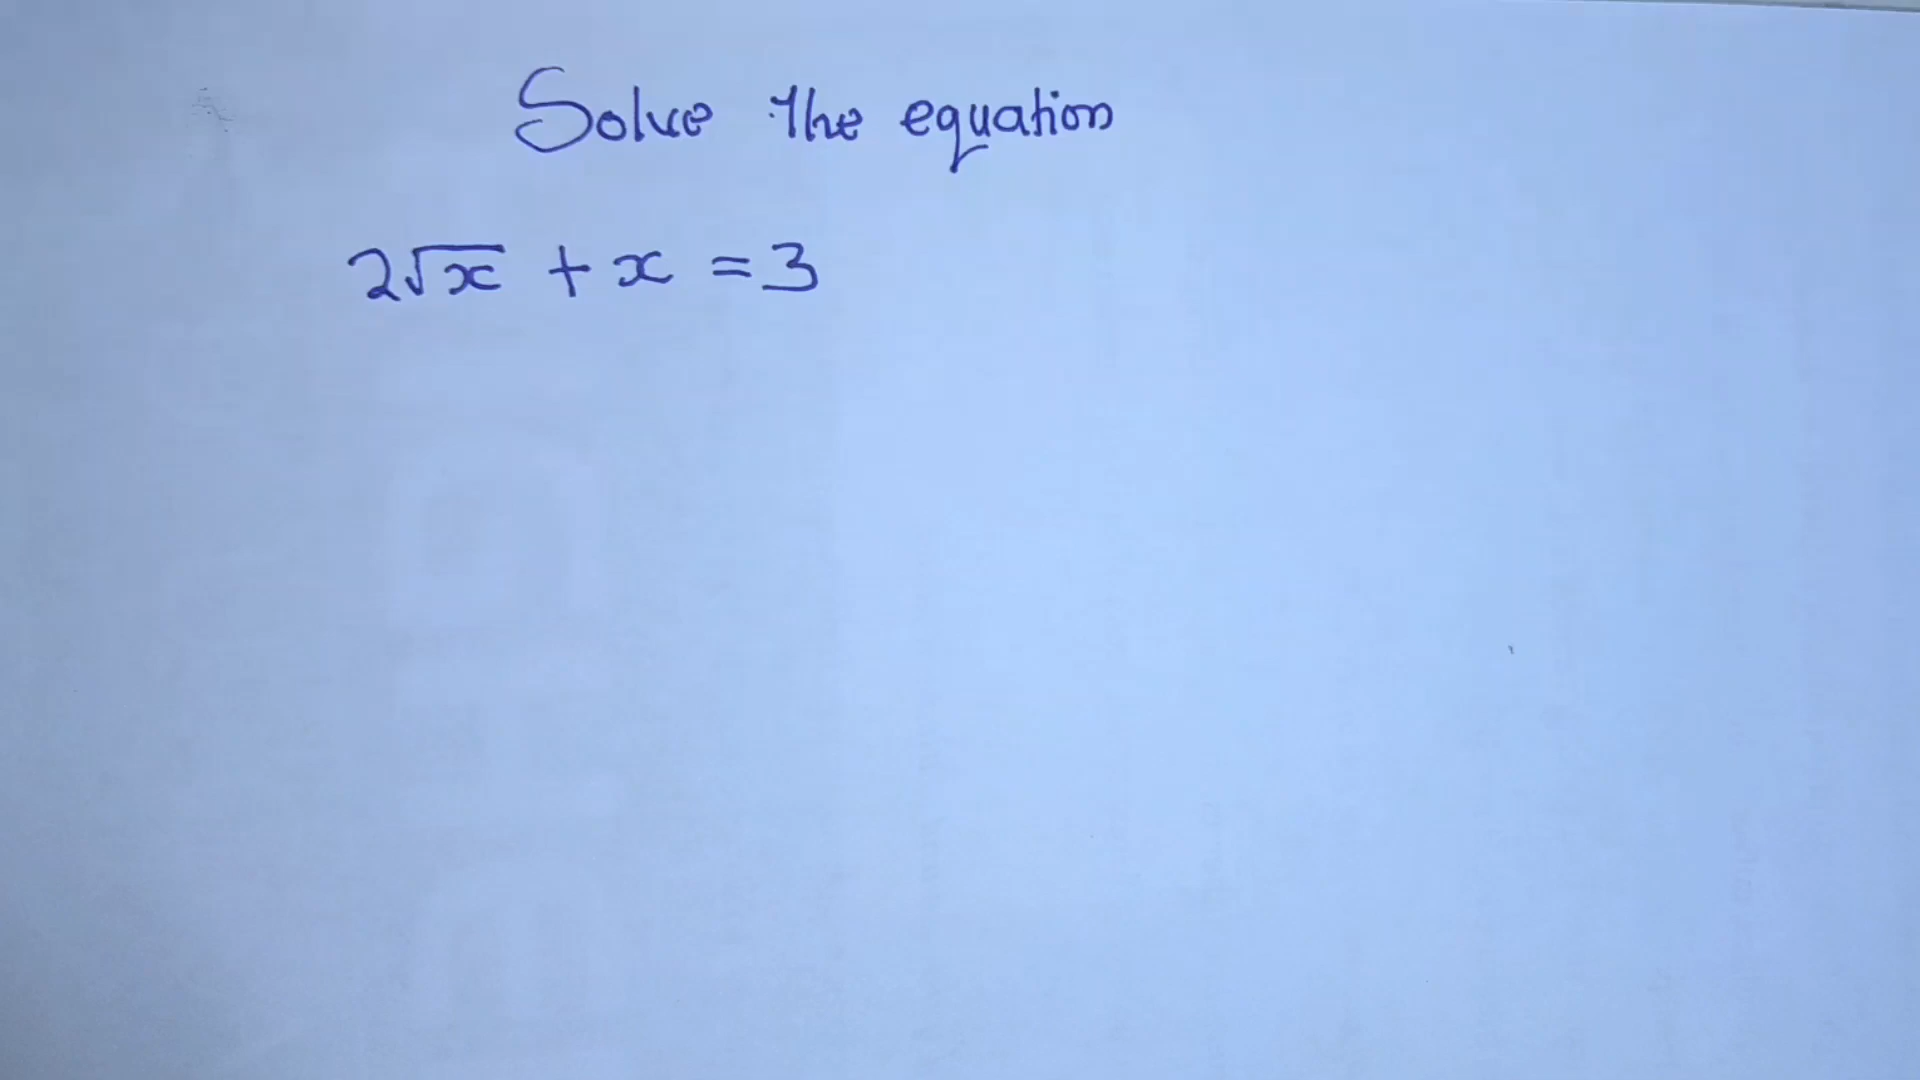 Solve the equation
2√x + x = 3